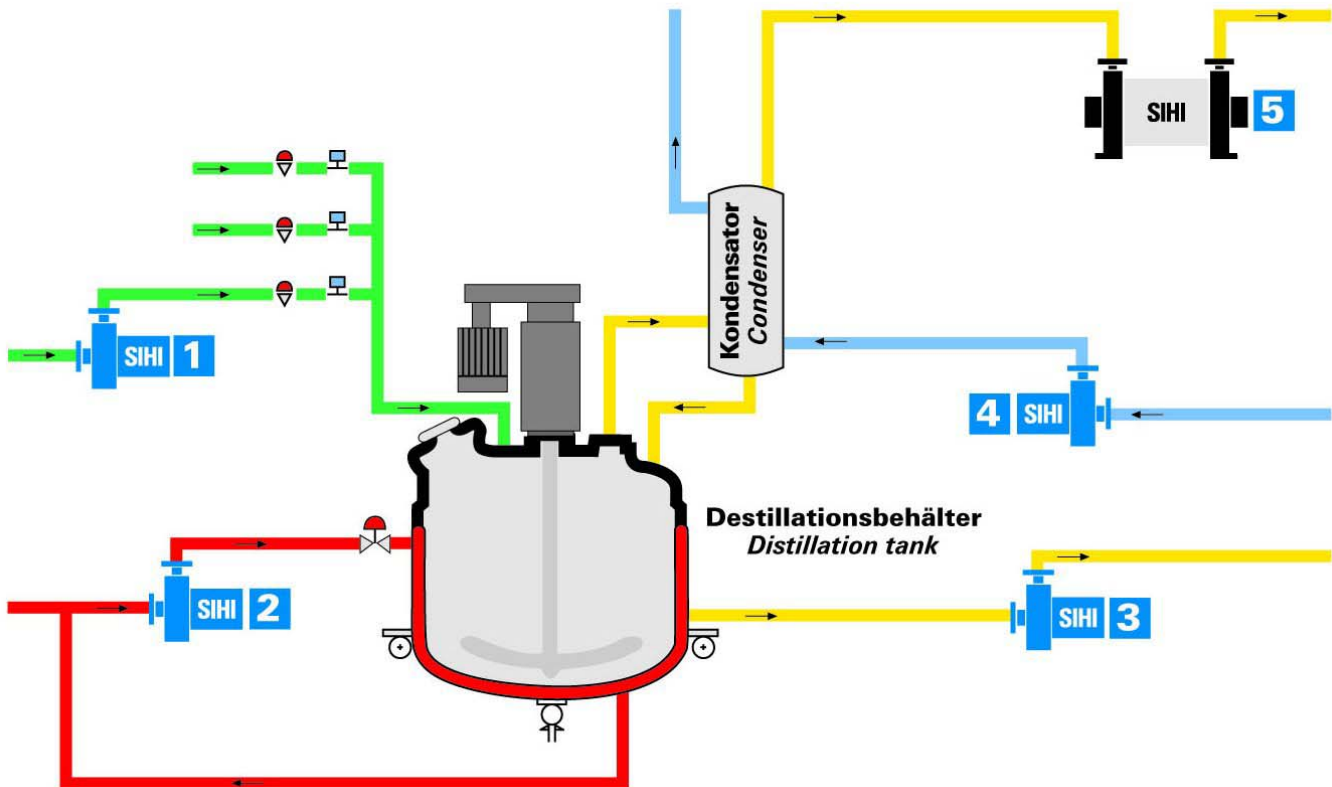 SIHI 5
Kondensator
Condenser
SIHI 1
4 SIHI
Destillationsbehälter
Distillation tank
SIHI 2
SIHI 3